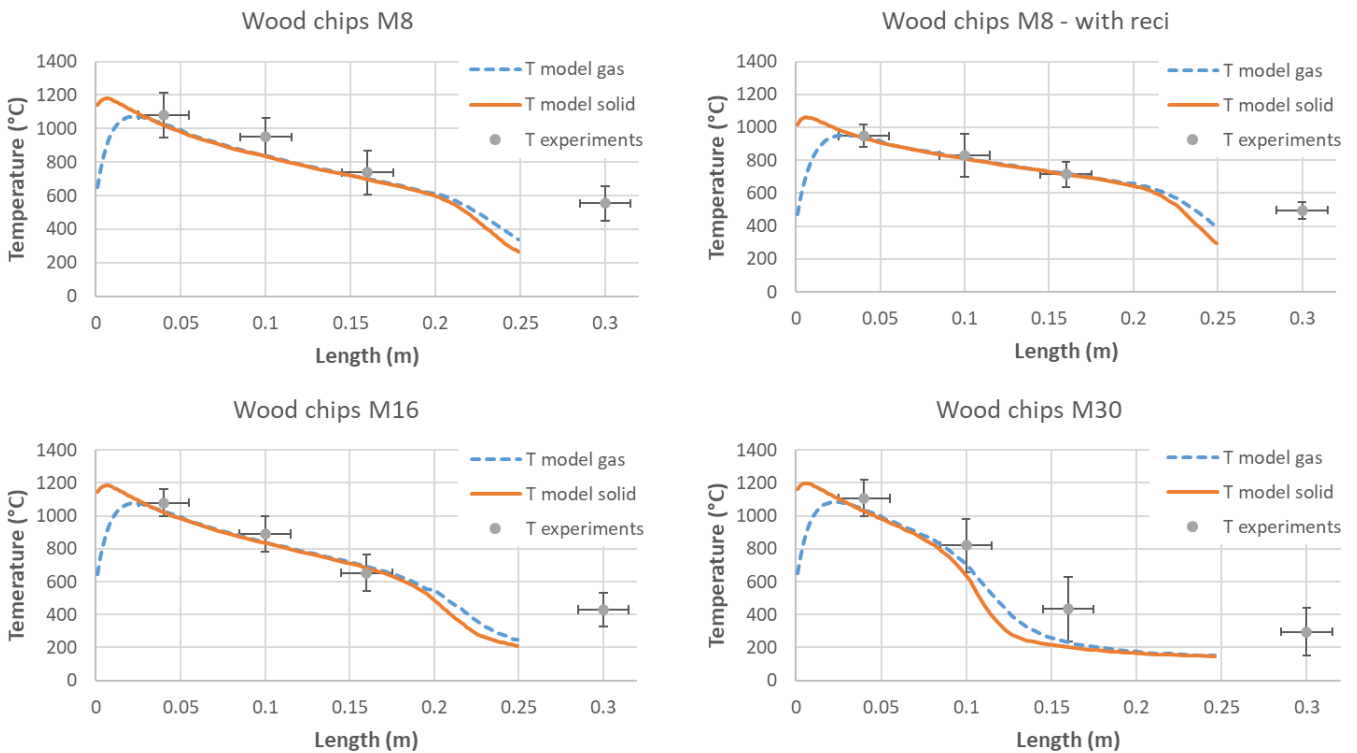 Wood chips M8
1400
1200
1000
800
600
400
200
0
0
0.05
0.1
0.15
0.2
0.25
0.3
Temperature (°C)
Length (m)
T model gas
T model solid
T experiments
Wood chips M8 - with reci
1400
1200
1000
800
600
400
200
0
0
0.05
0.1
0.15
0.2
0.25
0.3
Temperature (°C)
Length (m)
T model gas
T model solid
T experiments
Wood chips M16
1400
1200
1000
800
600
400
200
0
0
0.05
0.1
0.15
0.2
0.25
0.3
Temerature (°C)
Length (m)
T model gas
T model solid
T experiments
Wood chips M30
1400
1200
1000
800
600
400
200
0
0
0.05
0.1
0.15
0.2
0.25
0.3
Temperature (°C)
Length (m)
T model gas
T model solid
T experiments